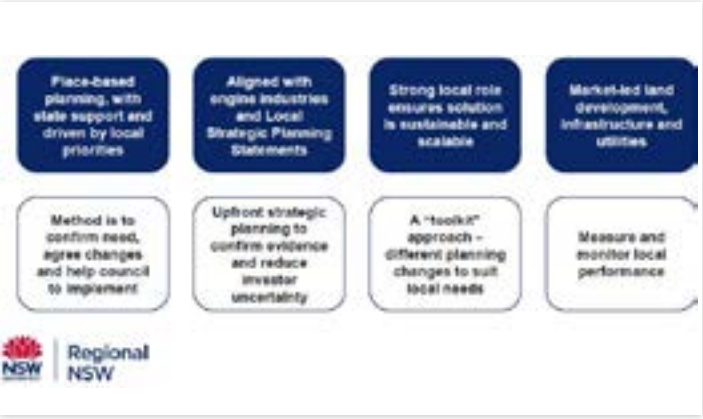 Place-based
planning, with
state support and
driven by local
priorities
Aligned with
engine industries
and Local
Strategic Planning
Statements
Strong local role
ensures solution
is sustainable and
scalable
Market-led land
development,
infrastructure and
utilities
Method is to
confirm need,
agree changes
and help council
to implement
Upfront strategic
planning to
confirm evidence
and reduce
investor
uncertainty
A "toolkit"
approach –
different planning
changes to suit
local needs
Measure and
monitor local
performance
NSW
Regional
NSW